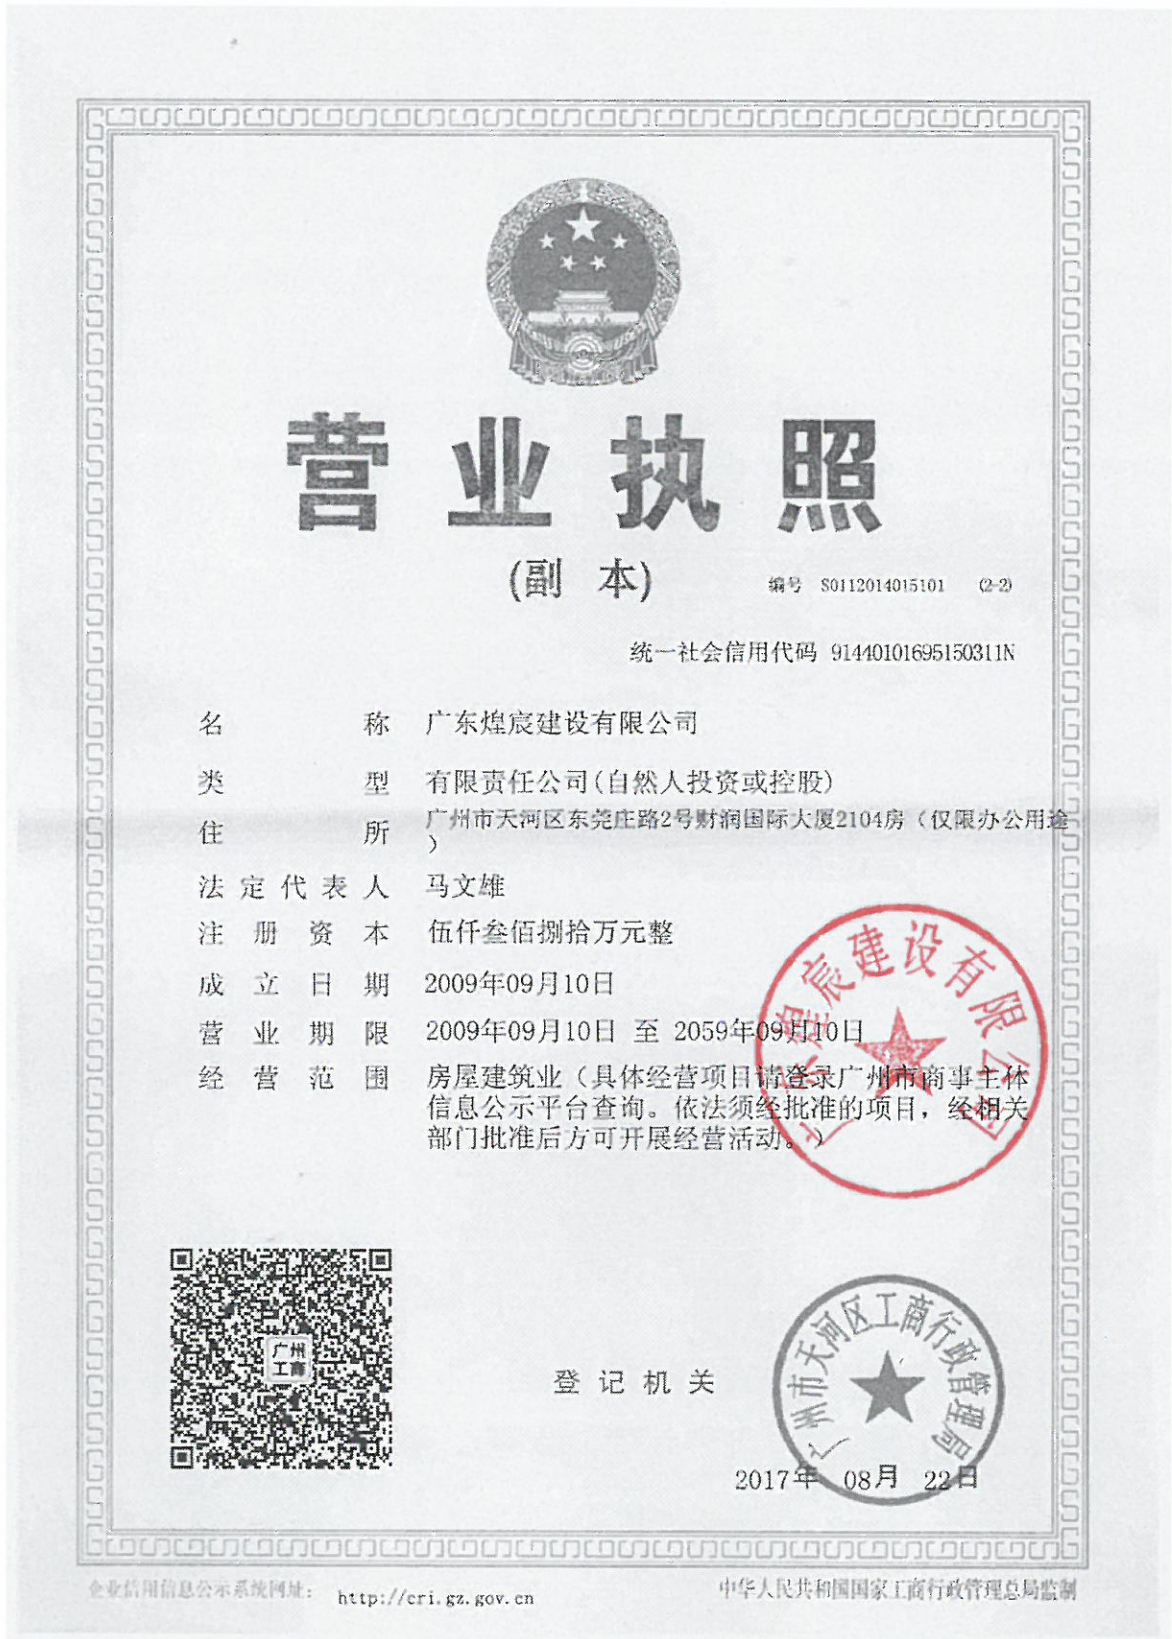 营业执照
(副 本)
编号 S0112014015101 (2-2)
统一社会信用代码 91440101695150311N
名称 广东煌宸建设有限公司
类型 有限责任公司(自然人投资或控股)
住所 广州市天河区东莞庄路2号财润国际大厦2104房（仅限办公用途
）
法定代表人 马文雄
注册资本 伍仟叁佰捌拾万元整
成立日期 2009年09月10日
营业期限 2009年09月10日 至 2059年09月10日
经营范围 房屋建筑业（具体经营项目请登录广州市商事主体
信息公示平台查询。依法须经批准的项目，经相关
部门批准后方可开展经营活动。）
广东煌宸建设有限公司
广州
工商
登记机关
广州市天河区工商行政管理局
2017年 08月 22日
企业信用信息公示系统网址： http://cri.gz.gov.cn
中华人民共和国国家工商行政管理总局监制